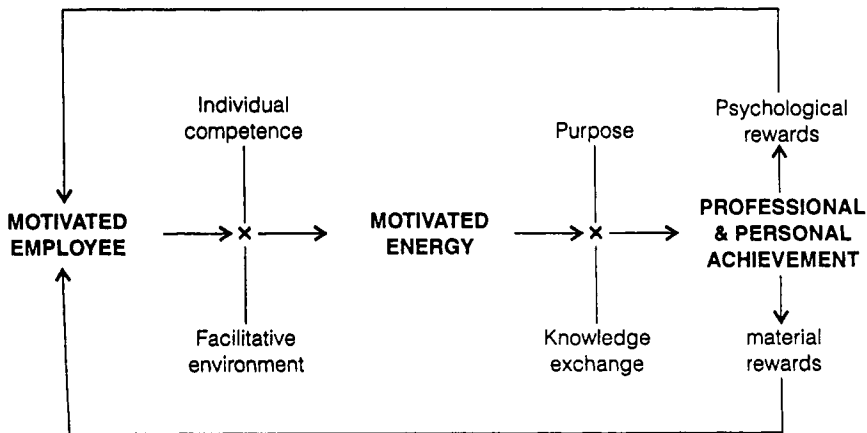 Individual
competence
Purpose
Psychological
rewards
MOTIVATED
EMPLOYEE
×
MOTIVATED
ENERGY
×
PROFESSIONAL
& PERSONAL
ACHIEVEMENT
Facilitative
environment
Knowledge
exchange
material
rewards